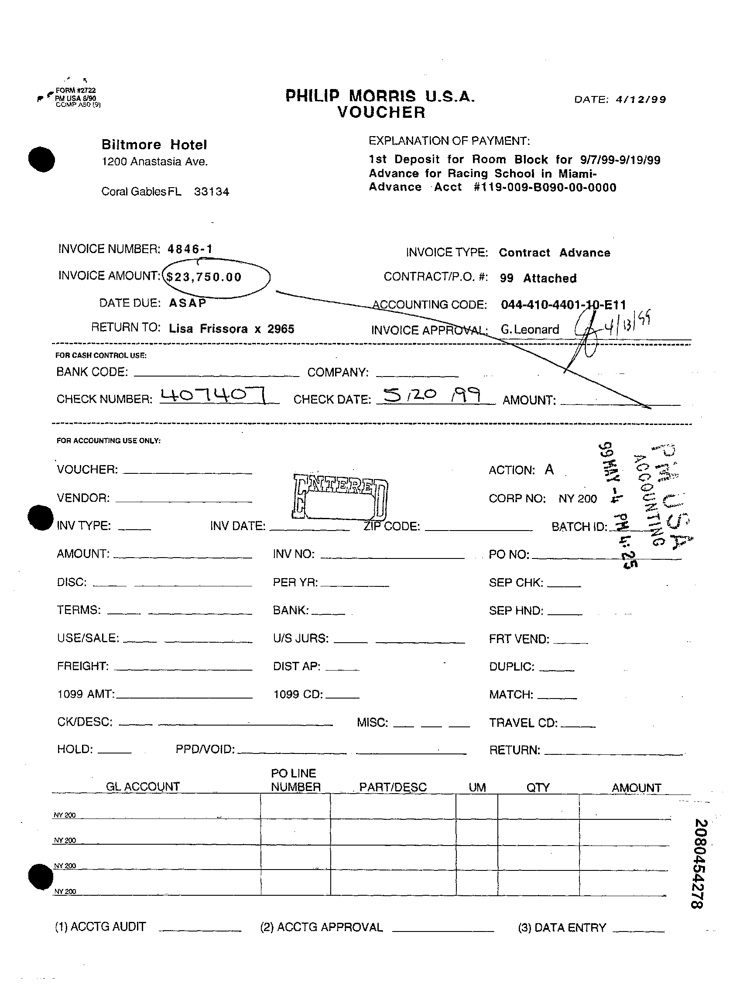 FORM #2722
PM USA 5/90
COMP A50 (9)
PHILIP MORRIS U.S.A.
VOUCHER
DATE: 4/12/99
Biltmore Hotel
1200 Anastasia Ave.
Coral Gables FL 33134
EXPLANATION OF PAYMENT:
1st Deposit for Room Block for 9/7/99-9/19/99
Advance for Racing School in Miami-
Advance Acct #119-009-B090-00-0000
INVOICE NUMBER: 4846-1
INVOICE TYPE: Contract Advance
INVOICE AMOUNT: $23,750.00
CONTRACT/P.O. #: 99 Attached
DATE DUE: ASAP
ACCOUNTING CODE: 044-410-4401-10-E11
RETURN TO: Lisa Frissora x 2965
INVOICE APPROVAL: G.Leonard 4/13/99
FOR CASH CONTROL USE:
BANK CODE: COMPANY:
CHECK NUMBER: 407407 CHECK DATE: 5/20/99 AMOUNT:
FOR ACCOUNTING USE ONLY:
VOUCHER: ACTION: A
ENTERED
VENDOR: CORP NO: NY 200
PM USA
ACCOUNTING
99 MAY -4 PM 4:25
INV TYPE: INV DATE: ZIP CODE: BATCH ID:
AMOUNT: INV NO: PO NO:
DISC: PER YR: SEP CHK:
TERMS: BANK: SEP HND:
USE/SALE: U/S JURS: FRT VEND:
FREIGHT: DIST AP: DUPLIC:
1099 AMT: 1099 CD: MATCH:
CK/DESC: MISC: TRAVEL CD:
HOLD: PPD/VOID: RETURN:
GL ACCOUNT PO LINE NUMBER PART/DESC UM QTY AMOUNT
NY 200
NY 200
NY 200
NY 200
2080454278
(1) ACCTG AUDIT (2) ACCTG APPROVAL (3) DATA ENTRY